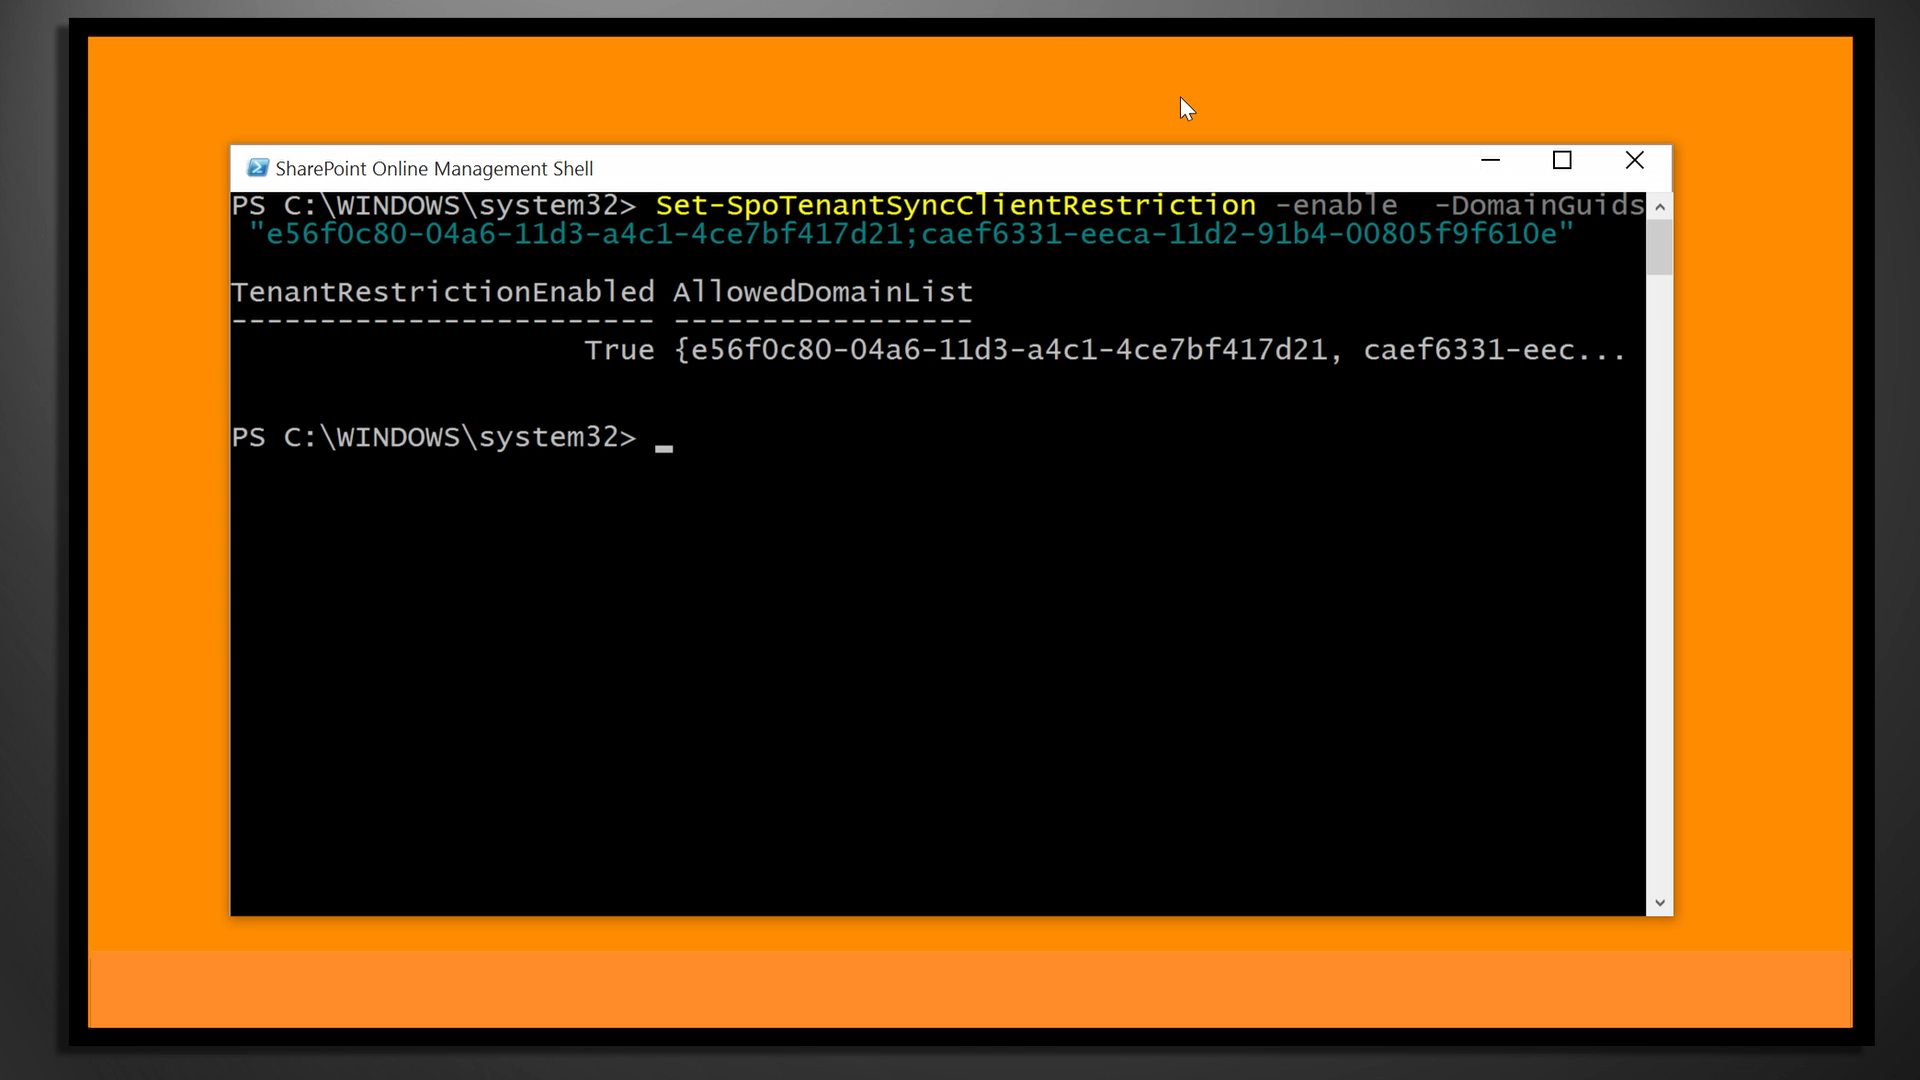 SharePoint Online Management Shell
PS C:\WINDOWS\system32> Set-SpoTenantSyncClientRestriction -enable  -DomainGuids
"e56f0c80-04a6-11d3-a4c1-4ce7bf417d21;caef6331-eeca-11d2-91b4-00805f9f610e"
TenantRestrictionEnabled AllowedDomainList
------------------------ -----------------
True {e56f0c80-04a6-11d3-a4c1-4ce7bf417d21, caef6331-eec...
PS C:\WINDOWS\system32> _